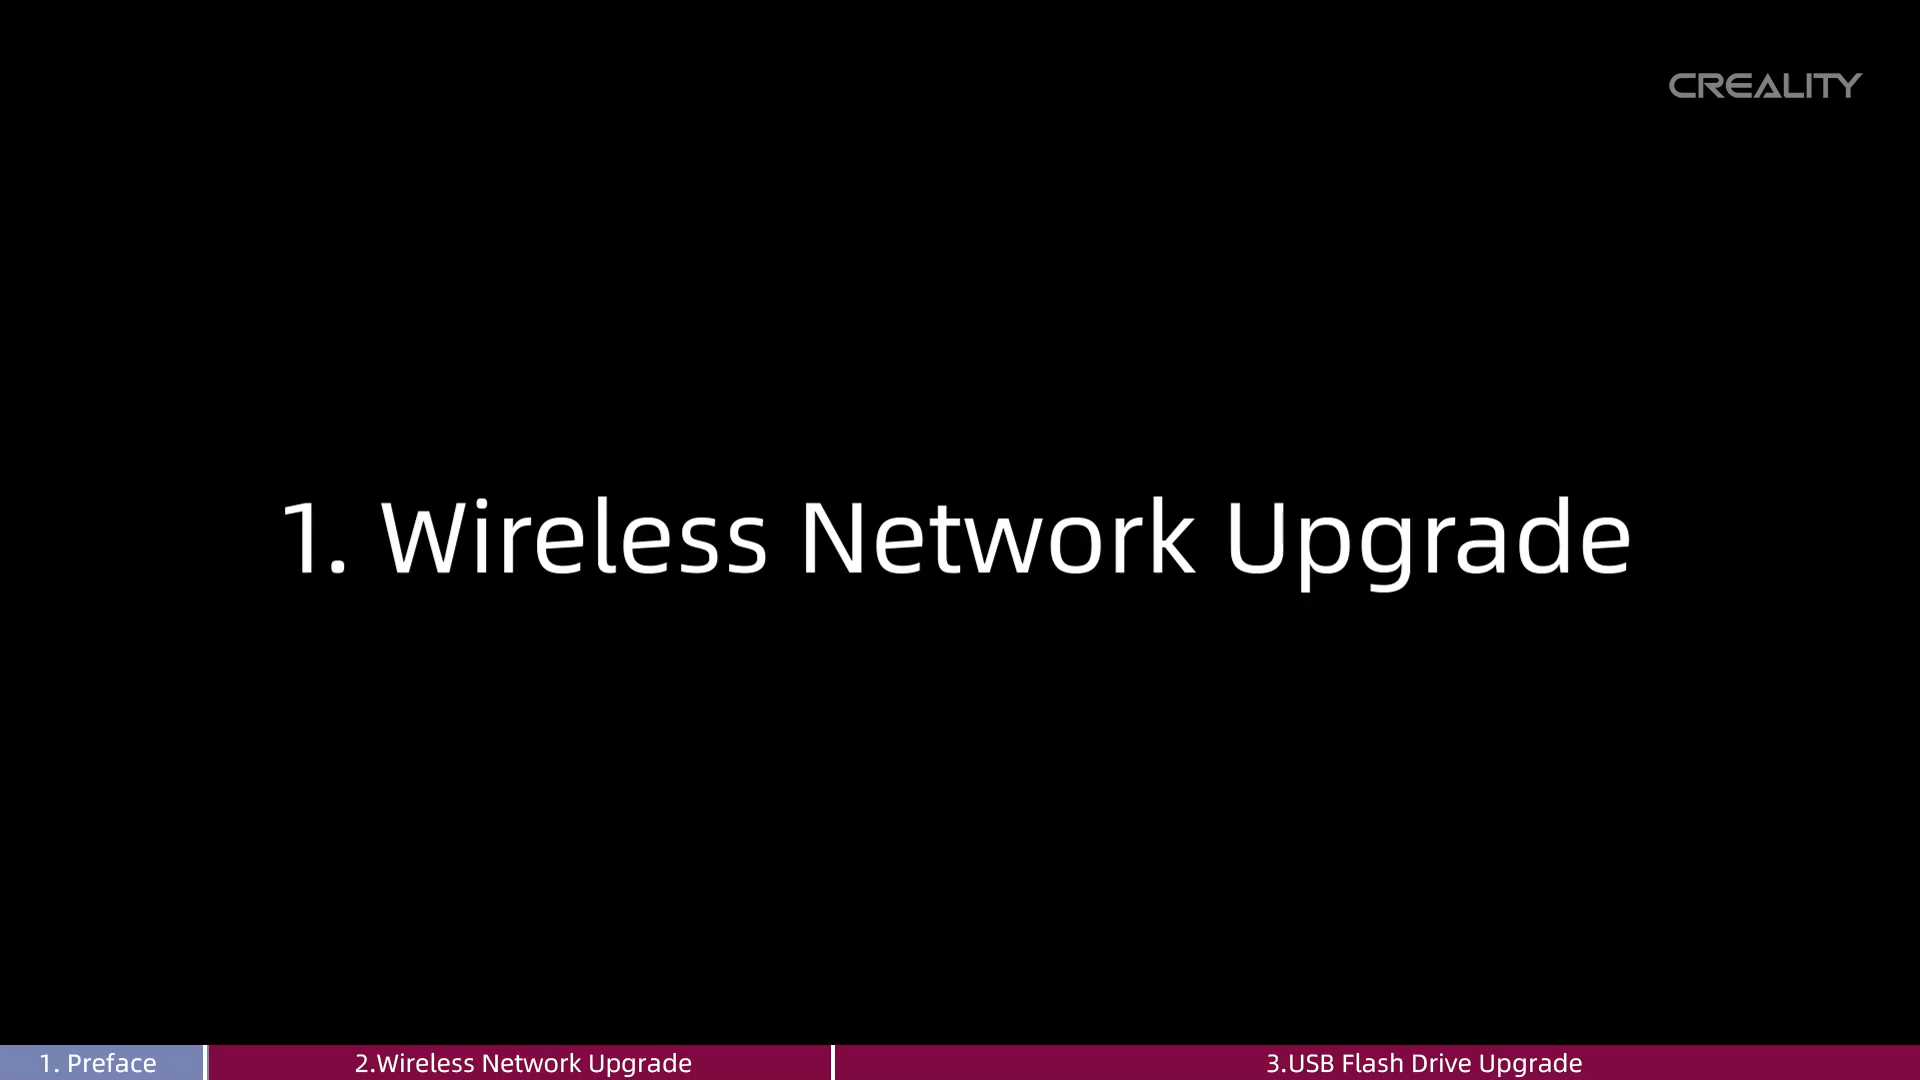 CREALITY
1. Wireless Network Upgrade
1. Preface
2.Wireless Network Upgrade
3.USB Flash Drive Upgrade